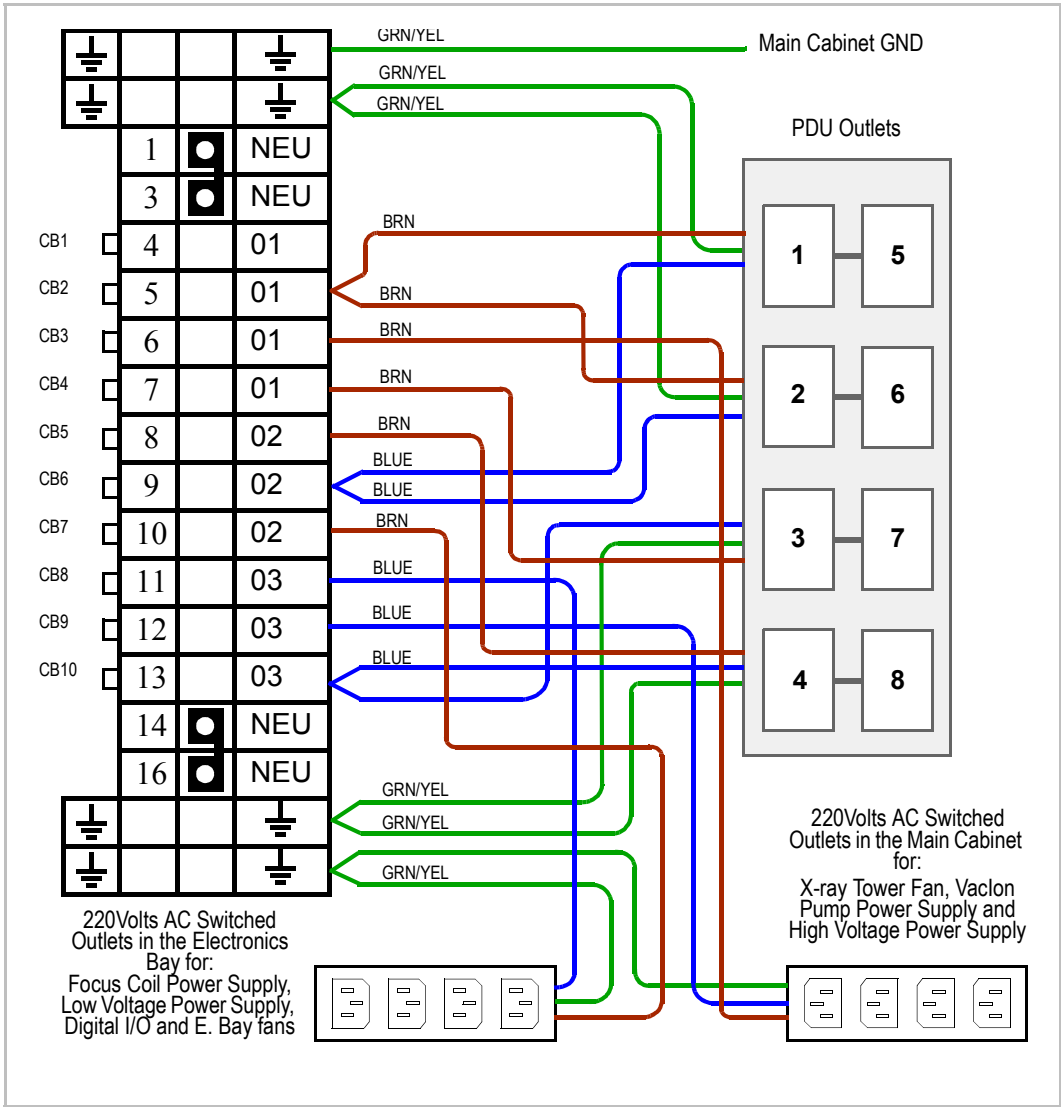 GRN/YEL
Main Cabinet GND
GRN/YEL
GRN/YEL
PDU Outlets
1 NEU
3 NEU
CB1 4 01
BRN
CB2 5 01
BRN
CB3 6 01
BRN
CB4 7 01
BRN
CB5 8 02
BRN
CB6 9 02
BLUE
BLUE
CB7 10 02
BRN
CB8 11 03
BLUE
CB9 12 03
BLUE
CB10 13 03
BLUE
14 NEU
16 NEU
GRN/YEL
GRN/YEL
GRN/YEL
1 5
2 6
3 7
4 8
220Volts AC Switched
Outlets in the Main Cabinet
for:
X-ray Tower Fan, VacIon
Pump Power Supply and
High Voltage Power Supply
220Volts AC Switched
Outlets in the Electronics
Bay for:
Focus Coil Power Supply,
Low Voltage Power Supply,
Digital I/O and E. Bay fans